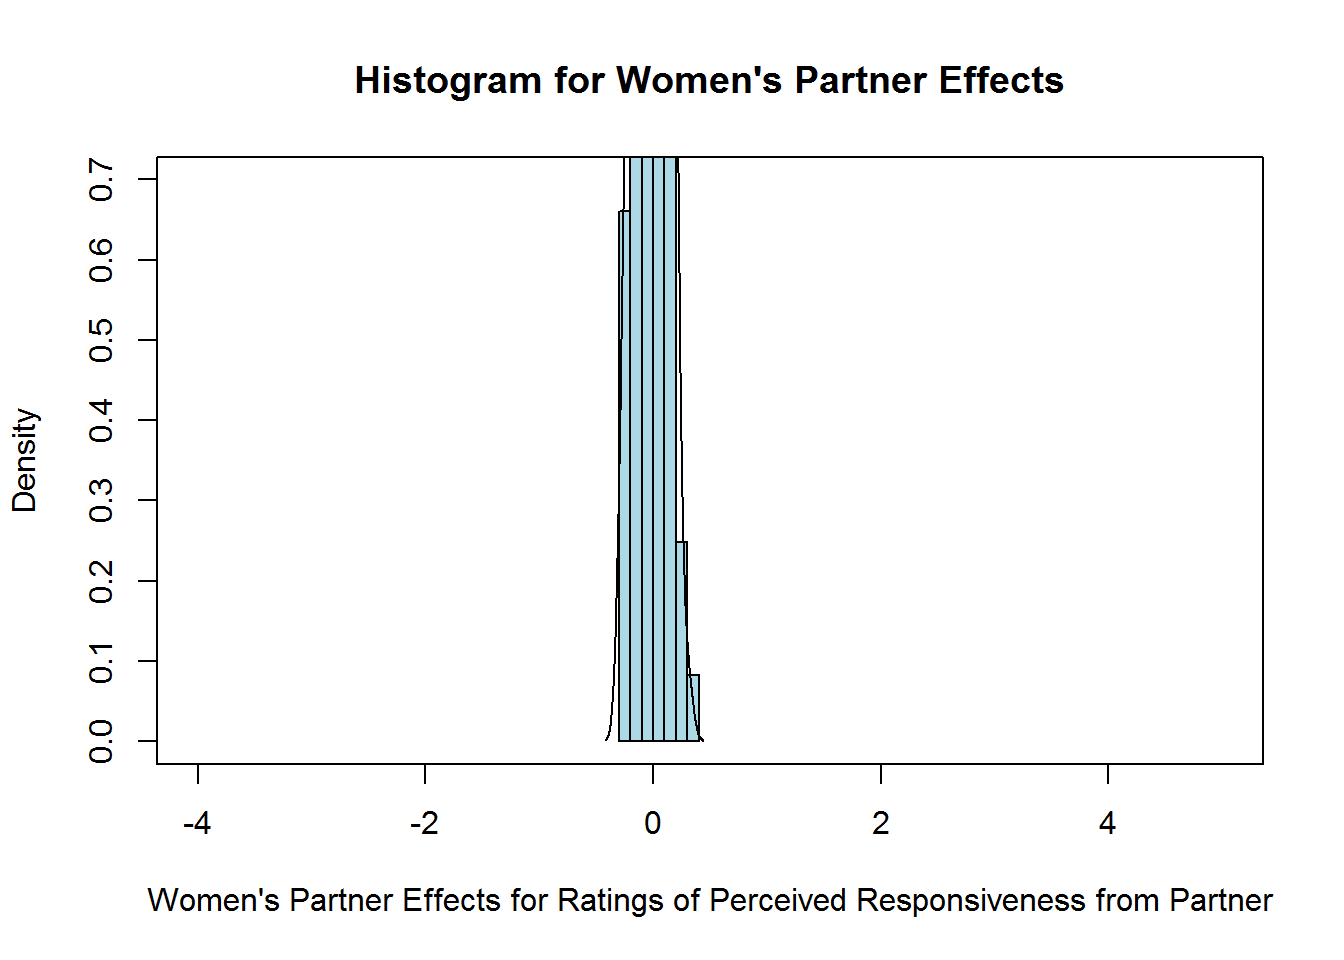 Histogram for Women's Partner Effects
0.7
0.6
0.5
0.4
0.3
0.2
0.1
0.0
Density
-4 -2 0 2 4
Women's Partner Effects for Ratings of Perceived Responsiveness from Partner